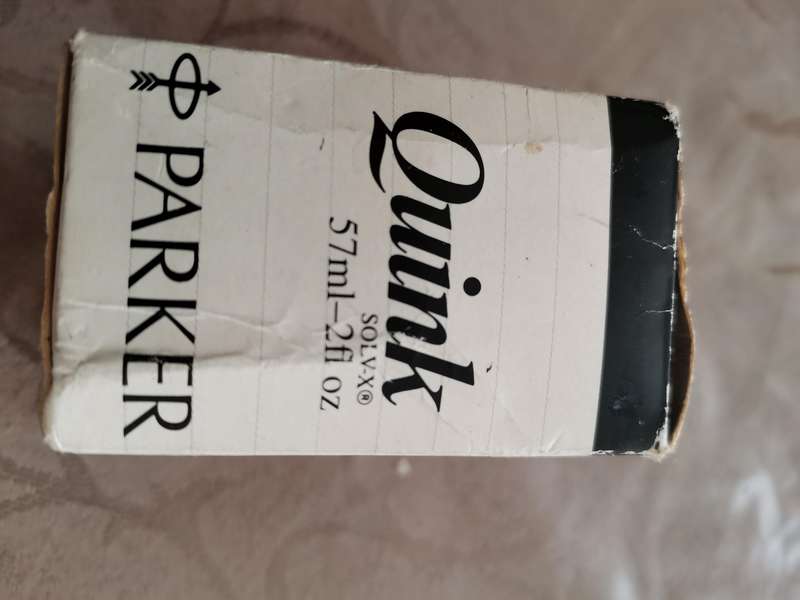 Quink
SOLV-X®
57ml–2fl oz
PARKER